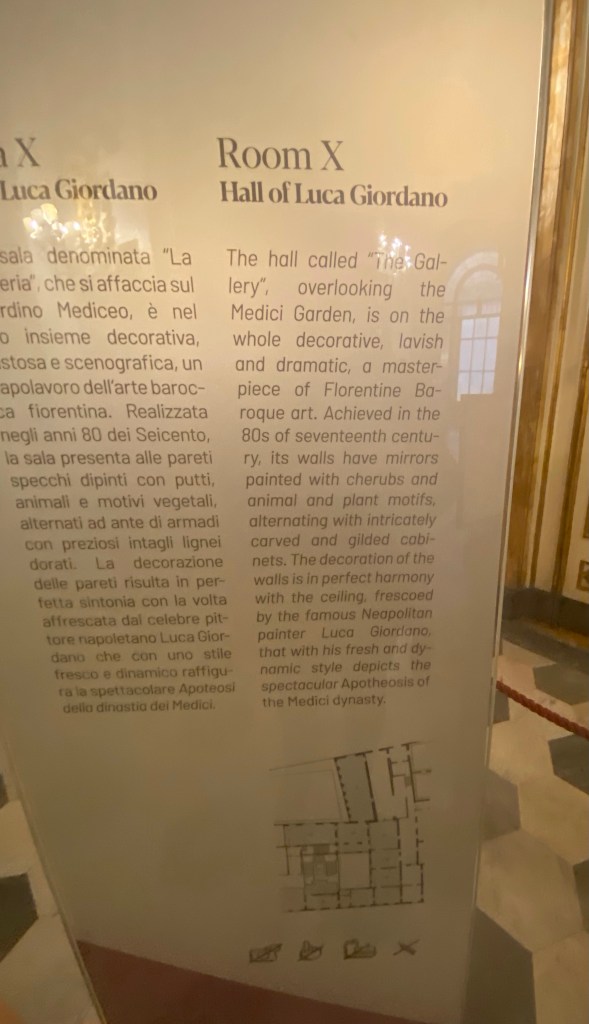 X
Luca Giordano
sala denominata “La
eria”, che si affaccia sul
rdino Mediceo, è nel
o insieme decorativa,
stosa e scenografica, un
apolavoro dell’arte baroc-
ca fiorentina. Realizzata
negli anni 80 dei Seicento,
la sala presenta alle pareti
specchi dipinti con putti,
animali e motivi vegetali,
alternati ad ante di armadi
con preziosi intagli lignei
dorati. La decorazione
delle pareti risulta in per-
fetta sintonia con la volta
affrescata dal celebre pit-
tore napoletano Luca Gior-
dano che con uno stile
fresco e dinamico raffigu-
ra la spettacolare Apoteosi
della dinastia dei Medici.
Room X
Hall of Luca Giordano
The hall called “The Gal-
lery”, overlooking the
Medici Garden, is on the
whole decorative, lavish
and dramatic, a master-
piece of Florentine Ba-
roque art. Achieved in the
80s of seventeenth centu-
ry, its walls have mirrors
painted with cherubs and
animal and plant motifs,
alternating with intricately
carved and gilded cabi-
nets. The decoration of the
walls is in perfect harmony
with the ceiling, frescoed
by the famous Neapolitan
painter Luca Giordano,
that with his fresh and dy-
namic style depicts the
spectacular Apotheosis of
the Medici dynasty.